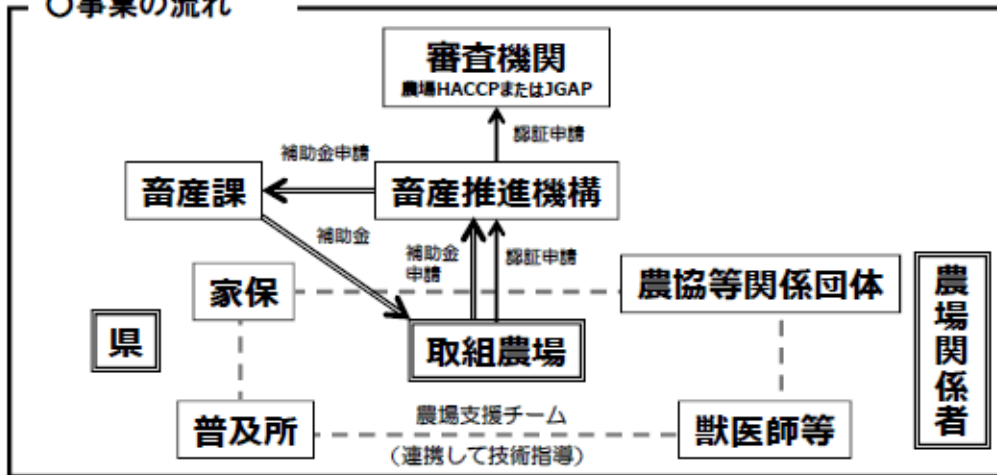 〇事業の流れ
審査機関
農場HACCPまたはJGAP
認証申請
補助金申請
畜産課
畜産推進機構
補助金
補助金
申請
認証申請
家保
農協等関係団体
県
取組農場
農場関係者
普及所
農場支援チーム
獣医師等
(連携して技術指導)